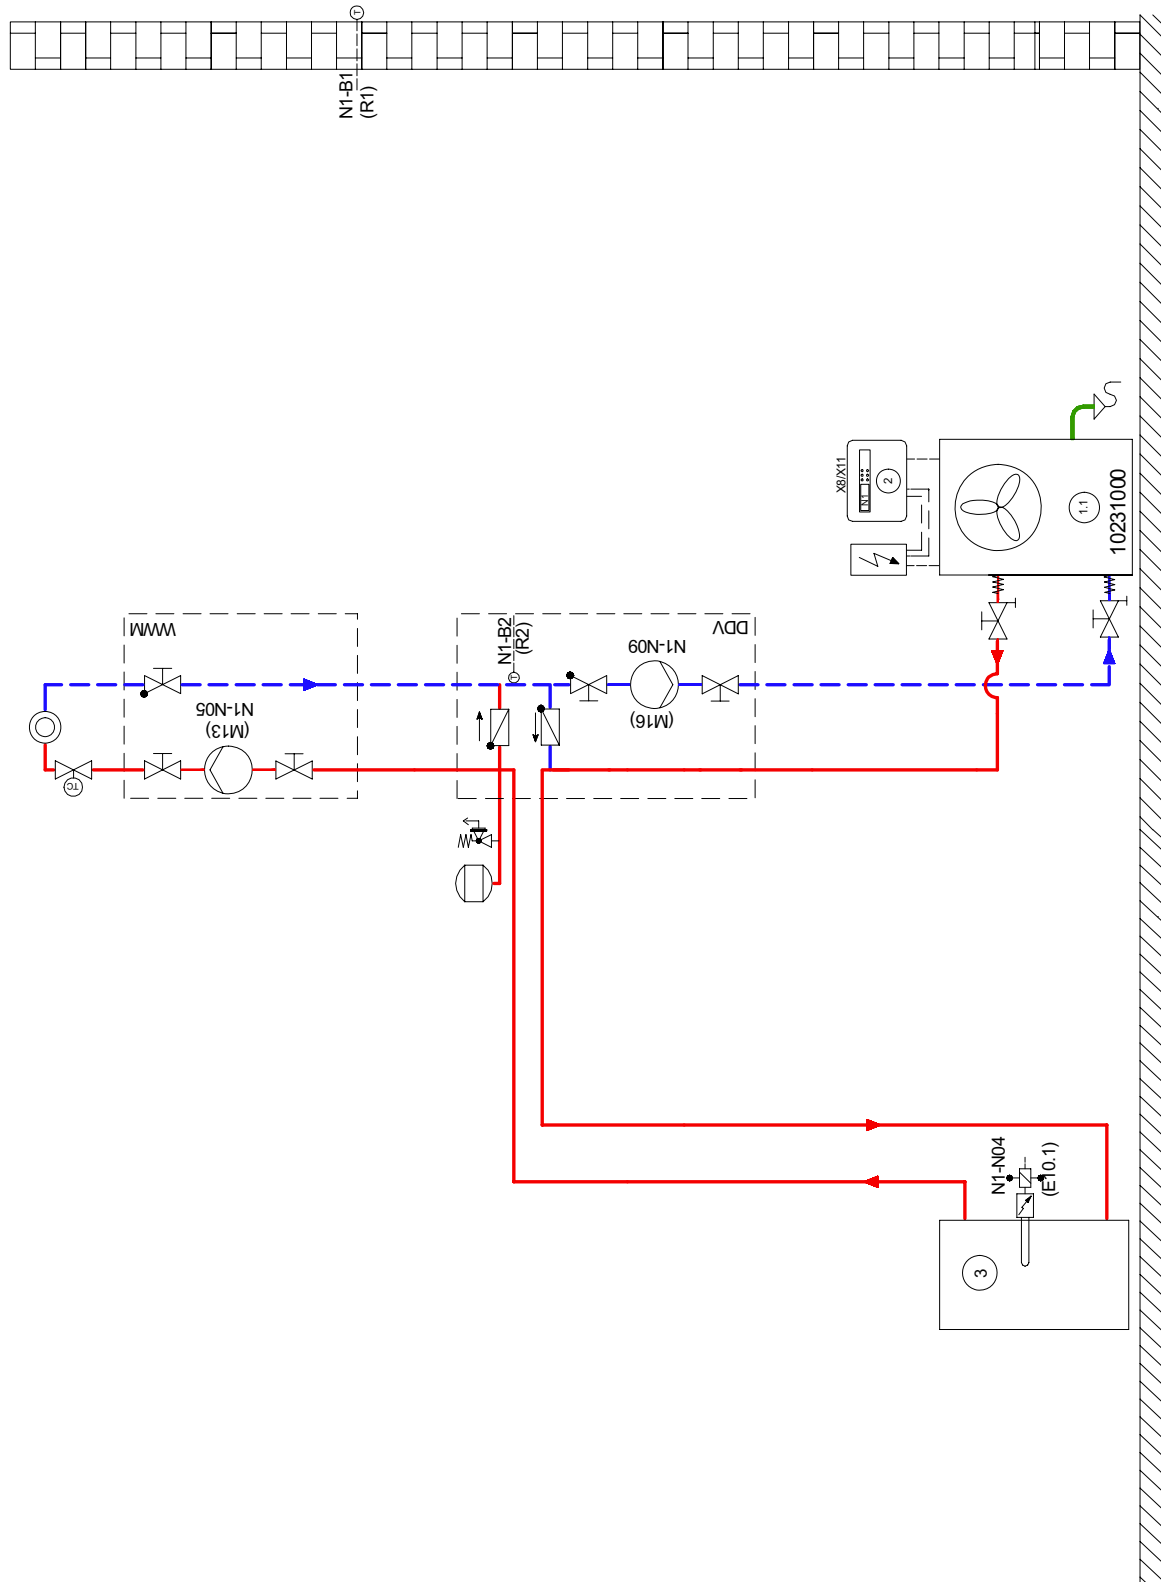 N1-B1
(R1)
X8/X11
N1
2
1.1
10231000
WWM
N1-N05
(M13)
TC
T
N1-B2
(R2)
T
DDV
N1-N09
(M16)
N1-N04
(E10.1)
3